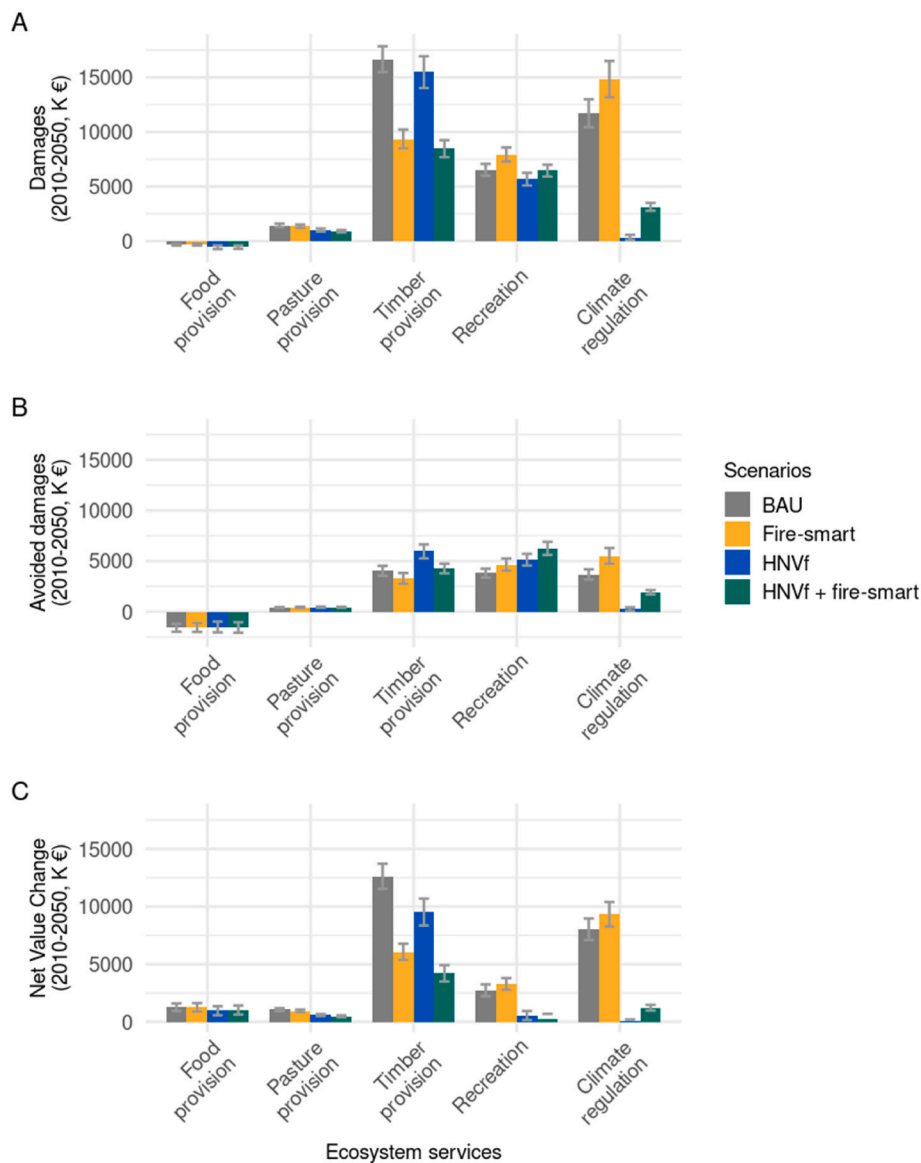 A
Damages
(2010-2050, K €)
15000
10000
5000
0
Food
provision
Pasture
provision
Timber
provision
Recreation
Climate
regulation
B
Avoided damages
(2010-2050, K €)
15000
10000
5000
0
Food
provision
Pasture
provision
Timber
provision
Recreation
Climate
regulation
Scenarios
BAU
Fire-smart
HNVf
HNVf + fire-smart
C
Net Value Change
(2010-2050, K €)
15000
10000
5000
0
Food
provision
Pasture
provision
Timber
provision
Recreation
Climate
regulation
Ecosystem services